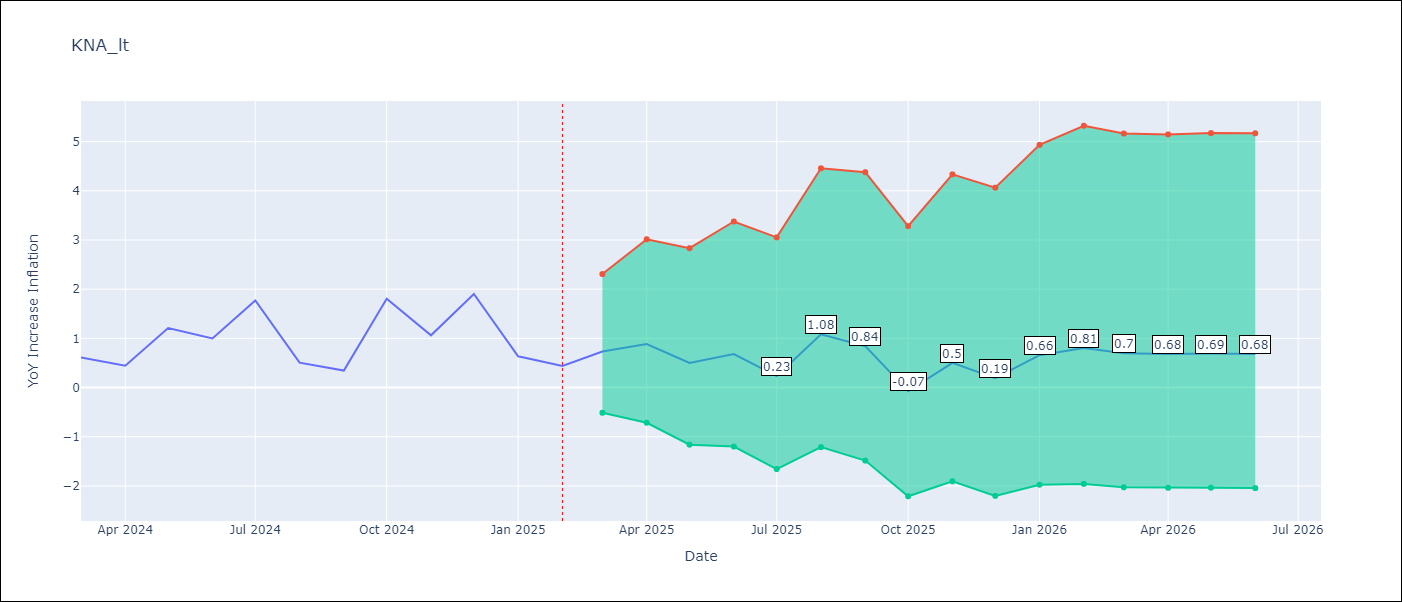 KNA_lt
YoY Increase Inflation
5
4
3
2
1
0
−1
−2
0.23
1.08
0.84
-0.07
0.5
0.19
0.66
0.81
0.7
0.68
0.69
0.68
Apr 2024
Jul 2024
Oct 2024
Jan 2025
Apr 2025
Jul 2025
Oct 2025
Jan 2026
Apr 2026
Jul 2026
Date